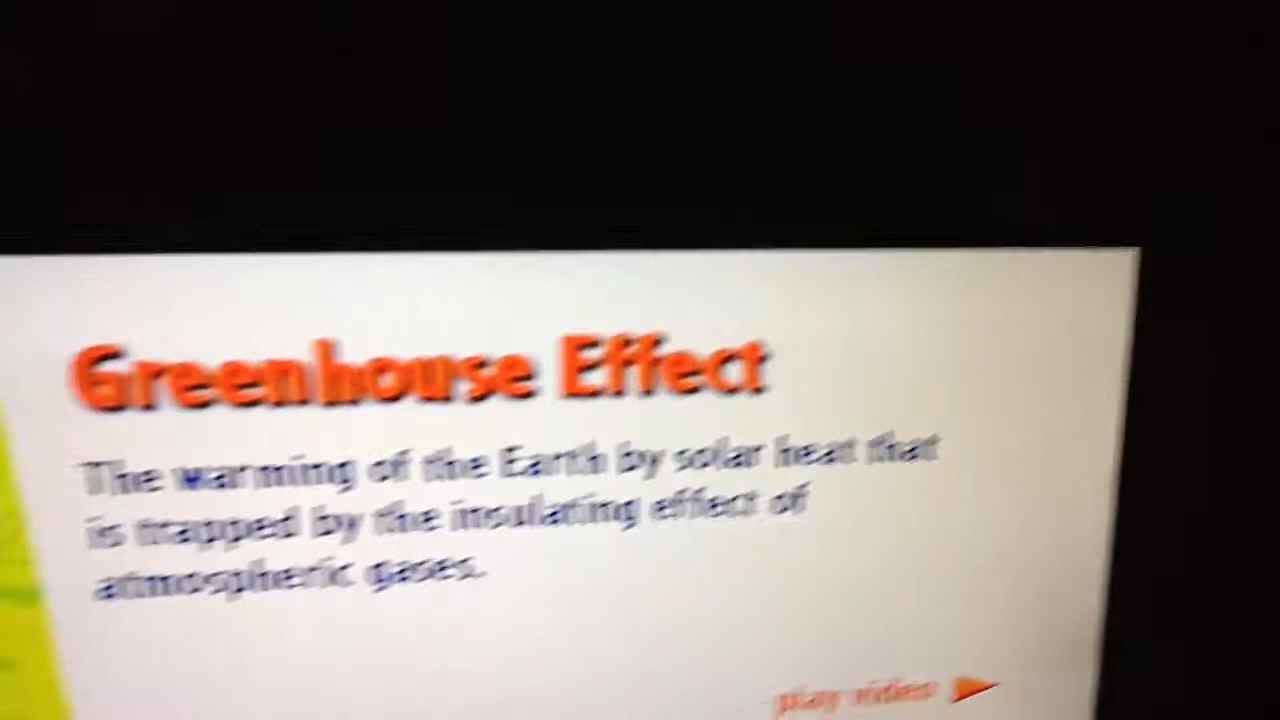 Greenhouse Effect
The warming of the Earth by solar heat that
is trapped by the insulating effect of
atmospheric gases.
play video